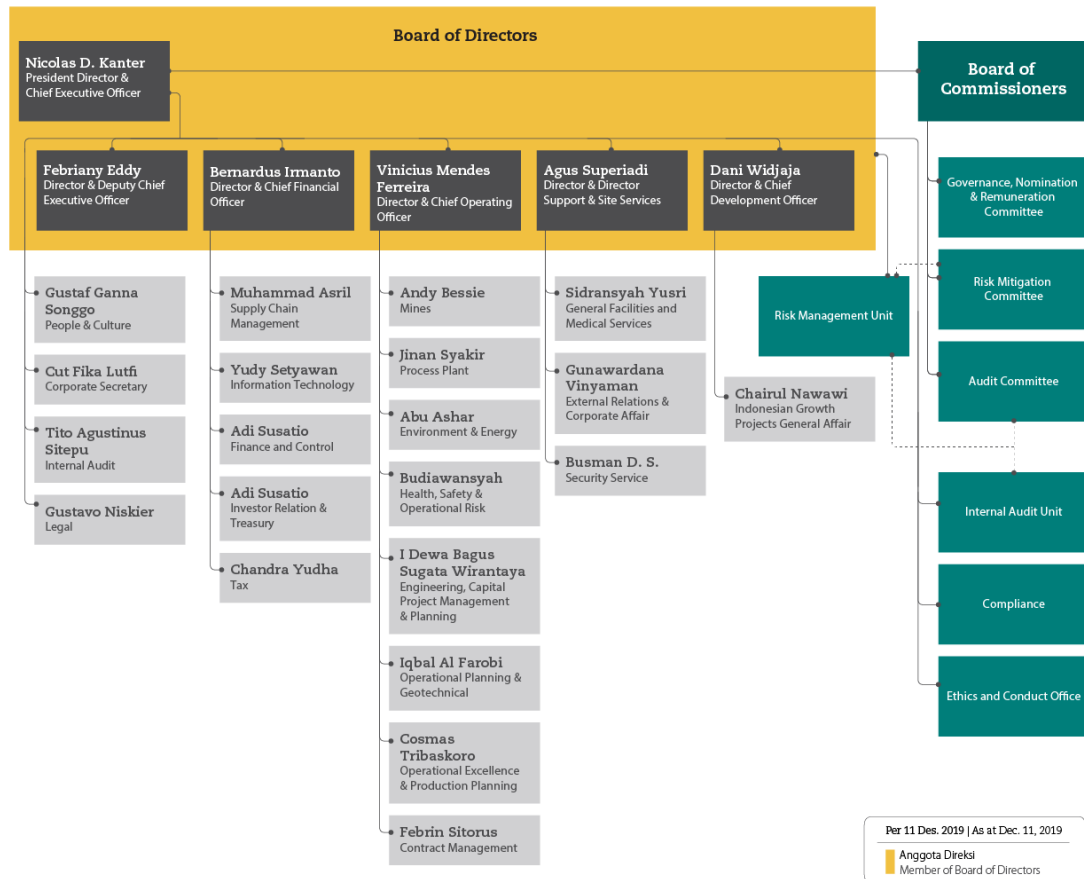 Board of Directors
Nicolas D. Kanter
President Director &
Chief Executive Officer
Board of
Commissioners
Febriany Eddy
Director & Deputy Chief
Executive Officer
Bernardus Irmanto
Director & Chief Financial
Officer
Vinicius Mendes
Ferreira
Director & Chief Operating
Officer
Agus Superiadi
Director & Director
Support & Site Services
Dani Widjaja
Director & Chief
Development Officer
Governance, Nomination
& Remuneration
Committee
Risk Mitigation
Committee
Audit Committee
Risk Management Unit
Internal Audit Unit
Compliance
Ethics and Conduct Office
Gustaf Ganna
Songgo
People & Culture
Cut Fika Lutfi
Corporate Secretary
Tito Agustinus
Sitepu
Internal Audit
Gustavo Niskier
Legal
Muhammad Asril
Supply Chain
Management
Yudy Setyawan
Information Technology
Adi Susatio
Finance and Control
Adi Susatio
Investor Relation &
Treasury
Chandra Yudha
Tax
Andy Bessie
Mines
Jinan Syakir
Process Plant
Abu Ashar
Environment & Energy
Budiawansyah
Health, Safety &
Operational Risk
I Dewa Bagus
Sugata Wirantaya
Engineering, Capital
Project Management
& Planning
Iqbal Al Farobi
Operational Planning &
Geotechnical
Cosmas
Tribaskoro
Operational Excellence
& Production Planning
Febrin Sitorus
Contract Management
Sidransyah Yusri
General Facilities and
Medical Services
Gunawardana
Vinyaman
External Relations &
Corporate Affair
Busman D. S.
Security Service
Chairul Nawawi
Indonesian Growth
Projects General Affair
Per 11 Des. 2019 | As at Dec. 11, 2019
Anggota Direksi
Member of Board of Directors